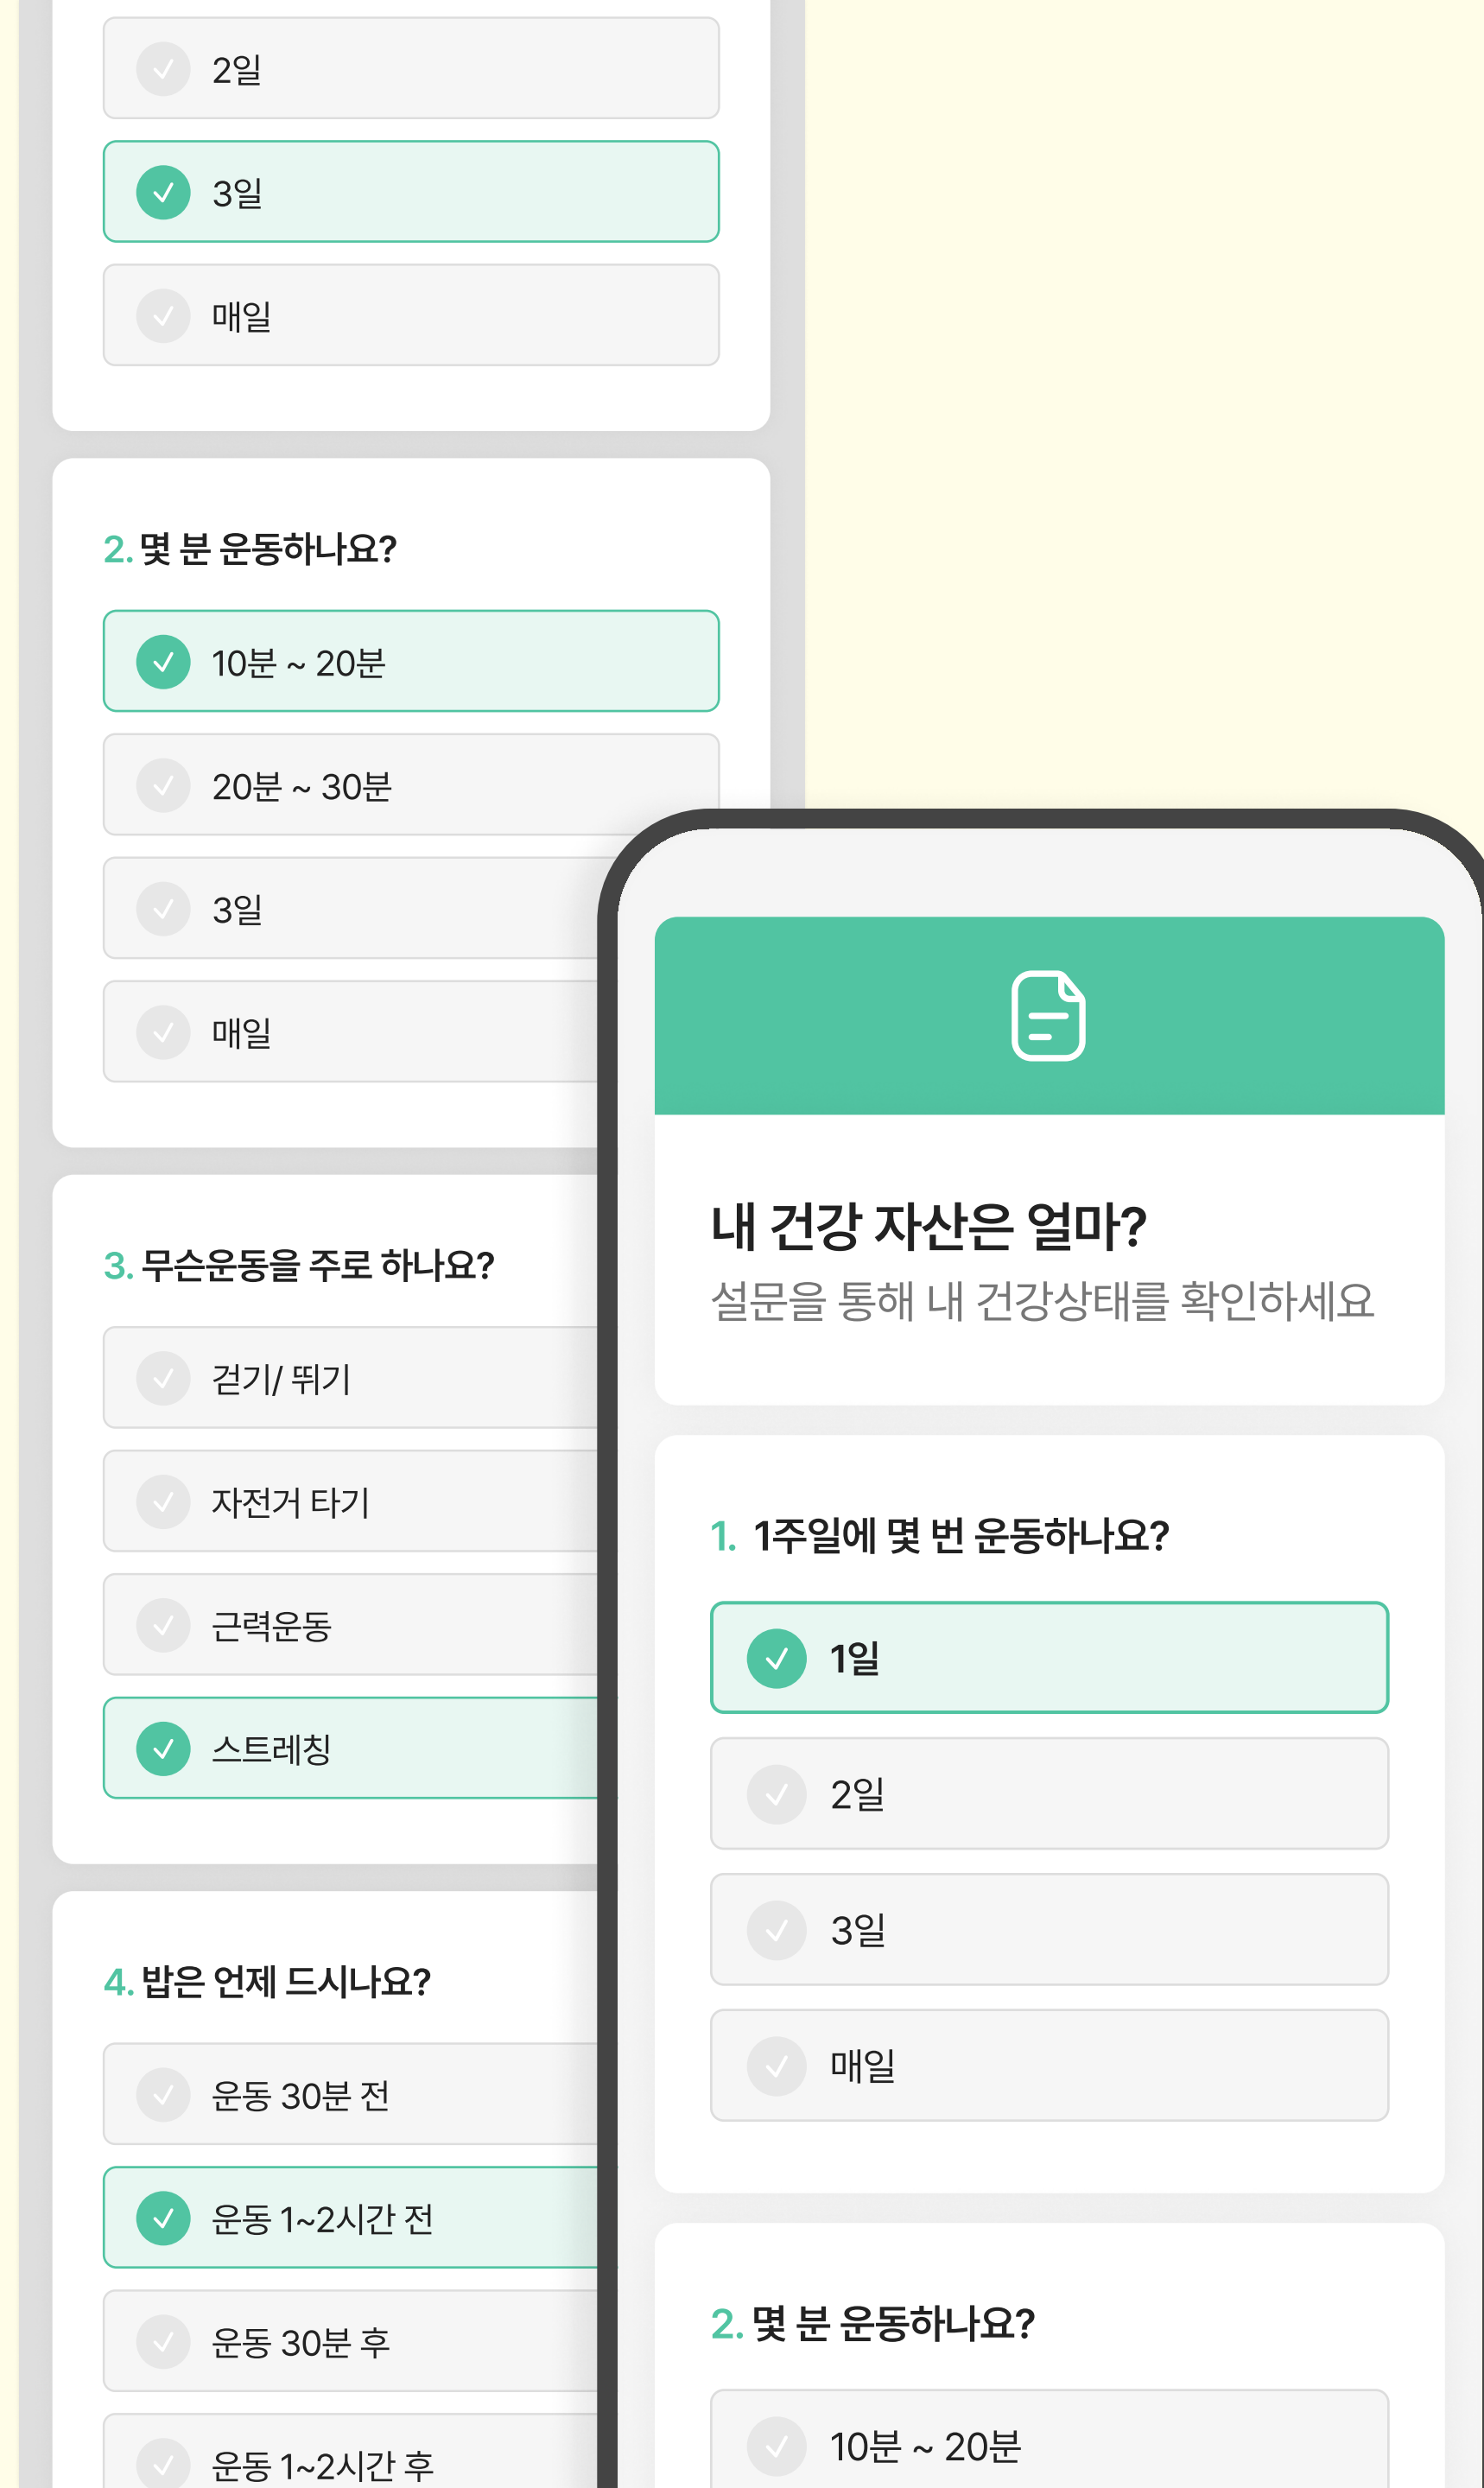 2일
3일
매일
2. 몇 분 운동하나요?
10분 ~ 20분
20분 ~ 30분
3일
매일
3. 무슨운동을 주로 하나요?
걷기/ 뛰기
자전거 타기
근력운동
스트레칭
4. 밥은 언제 드시나요?
운동 30분 전
운동 1~2시간 전
운동 30분 후
운동 1~2시간 후
내 건강 자산은 얼마?
설문을 통해 내 건강상태를 확인하세요
1. 1주일에 몇 번 운동하나요?
1일
2일
3일
매일
2. 몇 분 운동하나요?
10분 ~ 20분